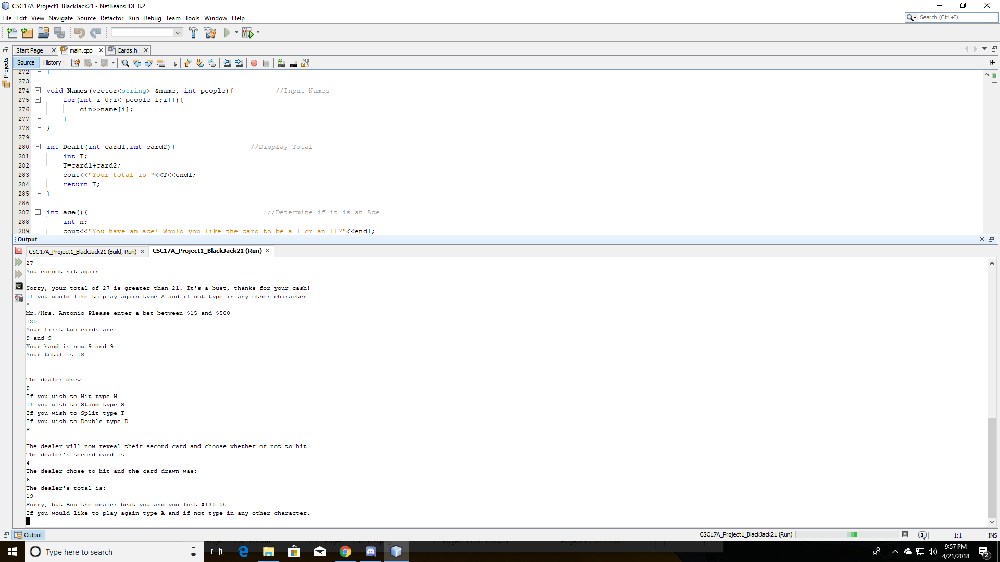 CSC17A_Project1_BlackJack21 - NetBeans IDE 8.2
File Edit View Navigate Source Refactor Run Debug Team Tools Window Help
Search (Ctrl+I)
Projects
Start Page main.cpp Cards.h
Source History
272 }
273
274 void Names(vector<string> &name, int people){ //Input Names
275 for(int i=0;i<=people-1;i++){
276 cin>>name[i];
277 }
278 }
279
280 int Dealt(int card1,int card2){ //Display Total
281 int T;
282 T=card1+card2;
283 cout<<"Your total is "<<T<<endl;
284 return T;
285 }
286
287 int ace(){ //Determine if it is an Ace
288 int n;
289 cout<<"You have an ace! Would you like the card to be a 1 or an 11?"<<endl;
Output
CSC17A_Project1_BlackJack21 (Build, Run) CSC17A_Project1_BlackJack21 (Run)
27
You cannot hit again
Sorry, your total of 27 is greater than 21. It's a bust, thanks for your cash!
If you would like to play again type A and if not type in any other character.
A
Mr./Mrs. Antonio Please enter a bet between $15 and $500
120
Your first two cards are:
9 and 9
Your hand is now 9 and 9
Your total is 18
The dealer drew:
9
If you wish to Hit type H
If you wish to Stand type S
If you wish to Split type T
If you wish to Double type D
S
The dealer will now reveal their second card and choose whether or not to hit
The dealer's second card is:
4
The dealer chose to hit and the card drawn was:
6
The dealer's total is:
19
Sorry, but Bob the dealer beat you and you lost $120.00
If you would like to play again type A and if not type in any other character.
Output
CSC17A_Project1_BlackJack21 (Run)
1
1:1
INS
Type here to search
9:57 PM
4/21/2018
2